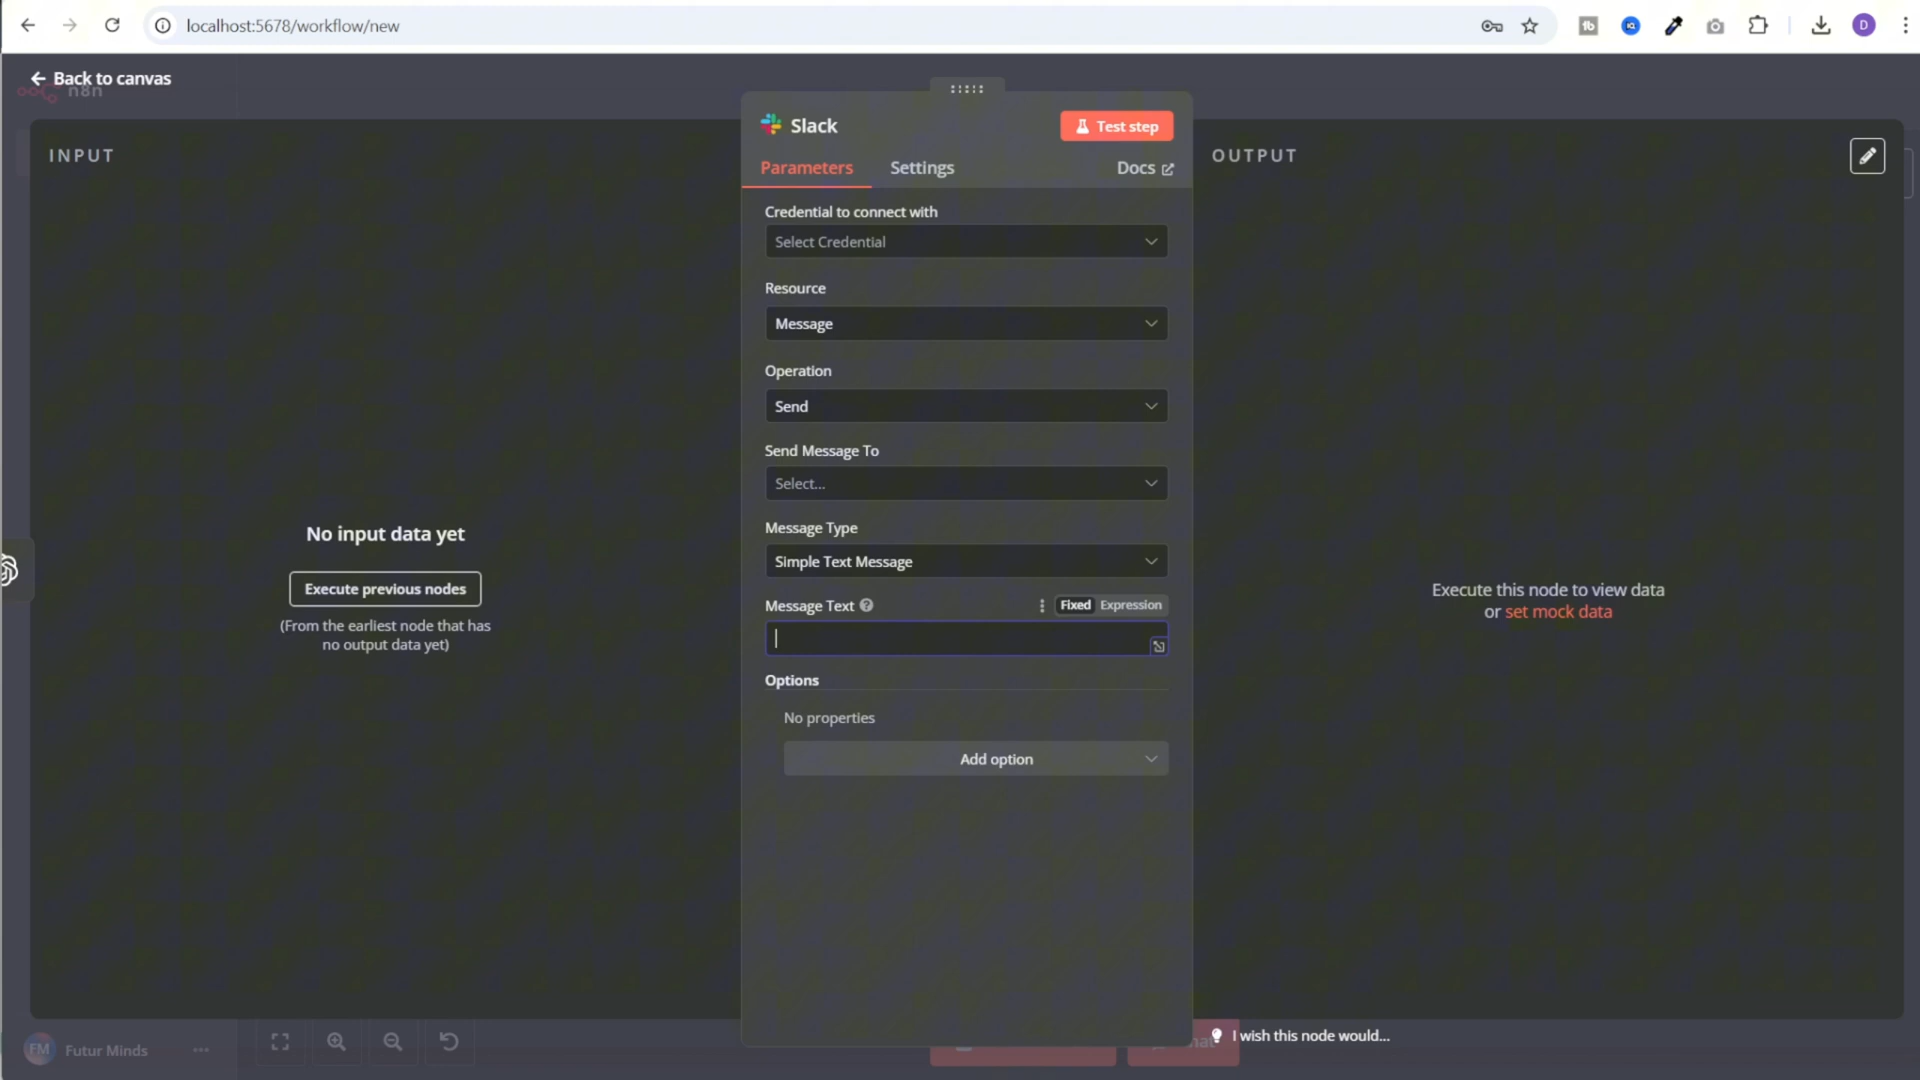 localhost:5678/workflow/new
D
Back to canvas
n8n
Slack
Test step
INPUT
OUTPUT
Parameters
Settings
Docs
Credential to connect with
Select Credential
Resource
Message
Operation
Send
Send Message To
Select...
Message Type
Simple Text Message
Message Text
Fixed
Expression
No input data yet
Execute previous nodes
(From the earliest node that has
no output data yet)
Execute this node to view data
or set mock data
Options
No properties
Add option
I wish this node would...
FM
Futur Minds